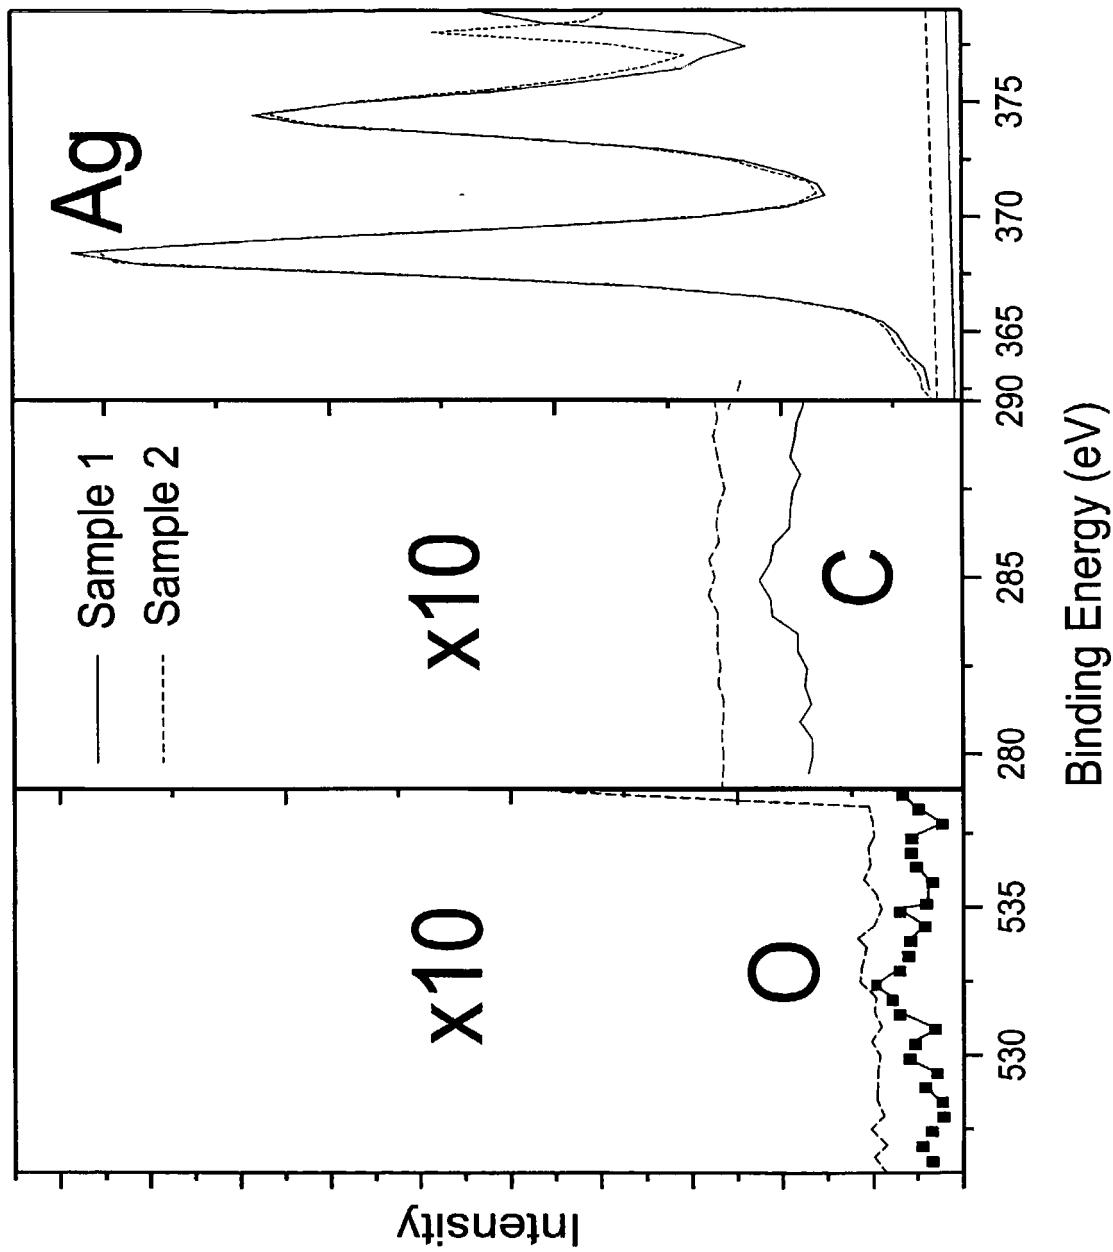 Sample 1
Sample 2
Ag
x10
x10
O
C
Intensity
530
535
280
285
290
365
370
375
Binding Energy (eV)